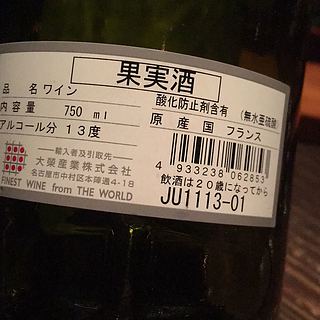 果実酒
品 名 ワイン
内容量 750 ml
アルコール分 13度
酸化防止剤含有 (無水亜硫酸
原 産 国 フランス
輸入者及引取先
大榮産業株式会社
名古屋市中村区本陣通4-18
FINEST WINE from THE WORLD
4 933238 062853
飲酒は20歳になってから
JU1113-01